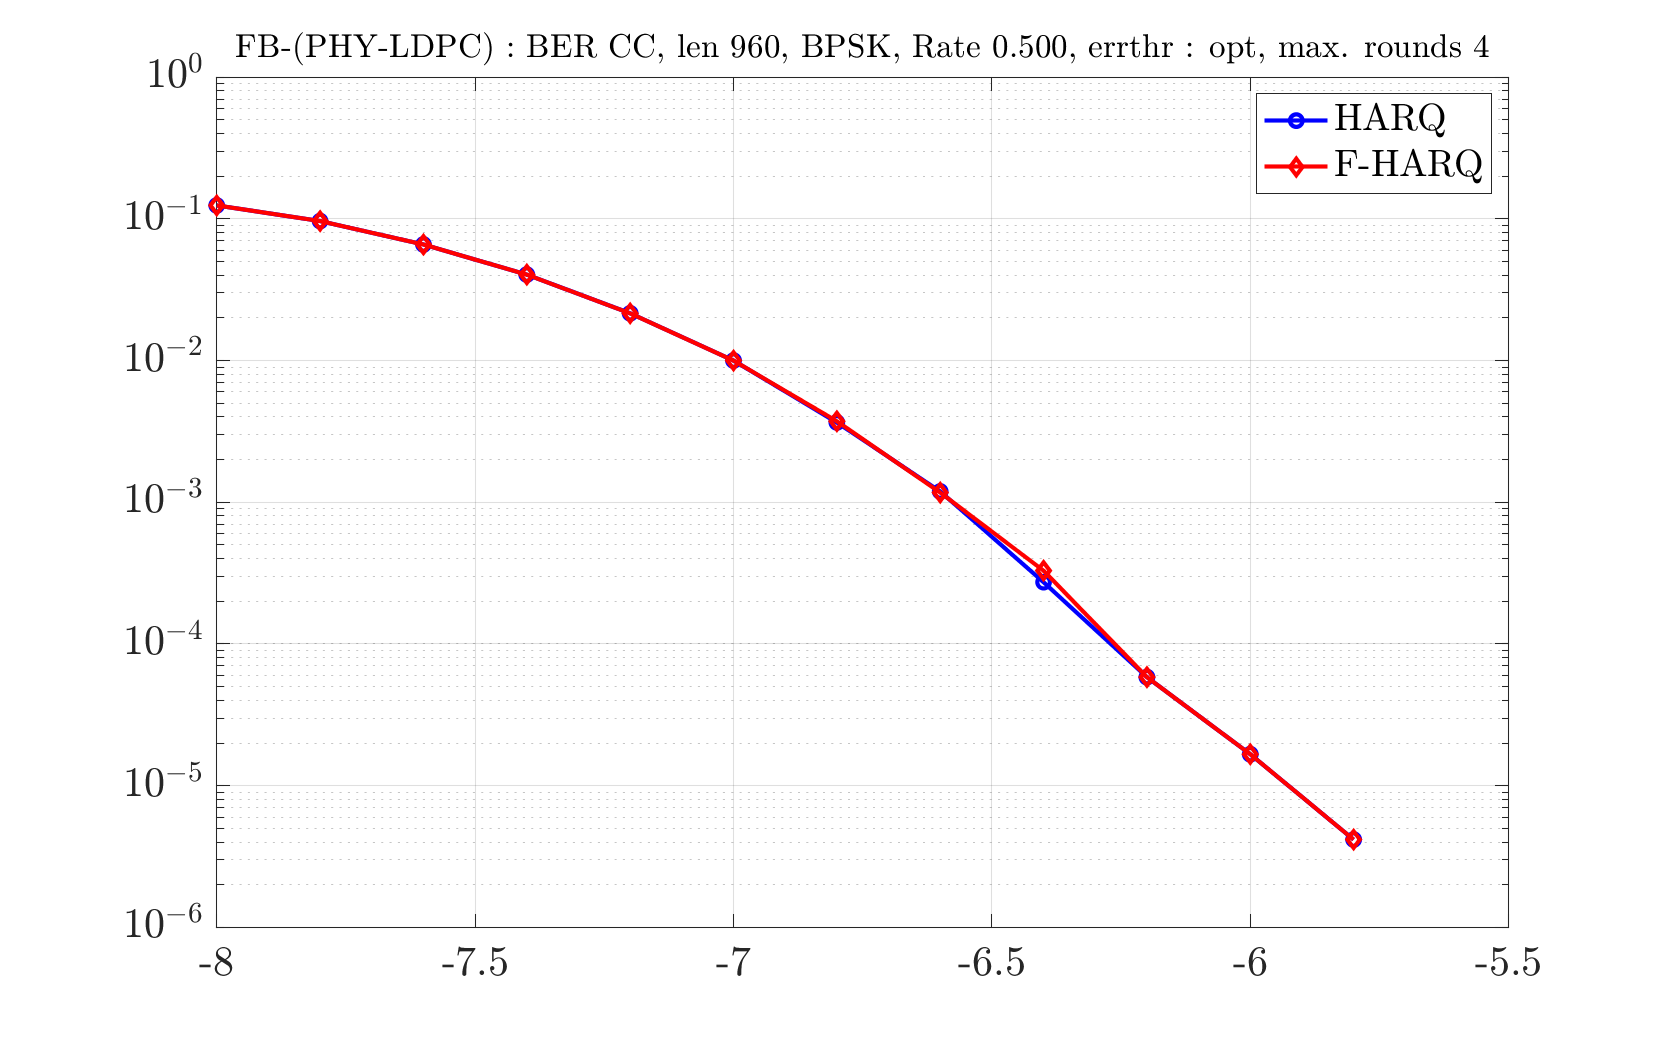 FB-(PHY-LDPC) : BER CC, len 960, BPSK, Rate 0.500, errthr : opt, max. rounds 4
10^0
HARQ
F-HARQ
10^{-1}
10^{-2}
10^{-3}
10^{-4}
10^{-5}
10^{-6}
-8 -7.5 -7 -6.5 -6 -5.5